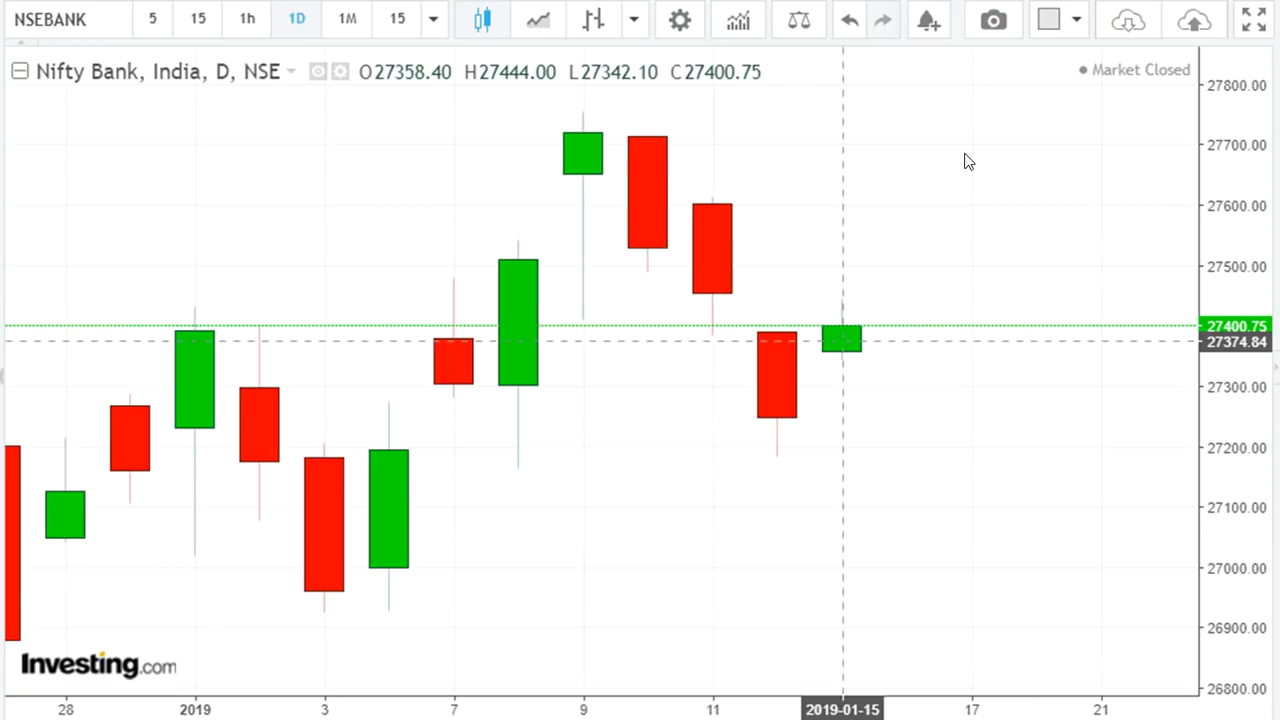 NSEBANK 5 15 1h 1D 1M 15
Nifty Bank, India, D, NSE O27358.40 H27444.00 L27342.10 C27400.75
Market Closed
27800.00
27700.00
27600.00
27500.00
27400.75
27374.84
27300.00
27200.00
27100.00
27000.00
26900.00
26800.00
Investing.com
28 2019 3 7 9 11 2019-01-15 17 21